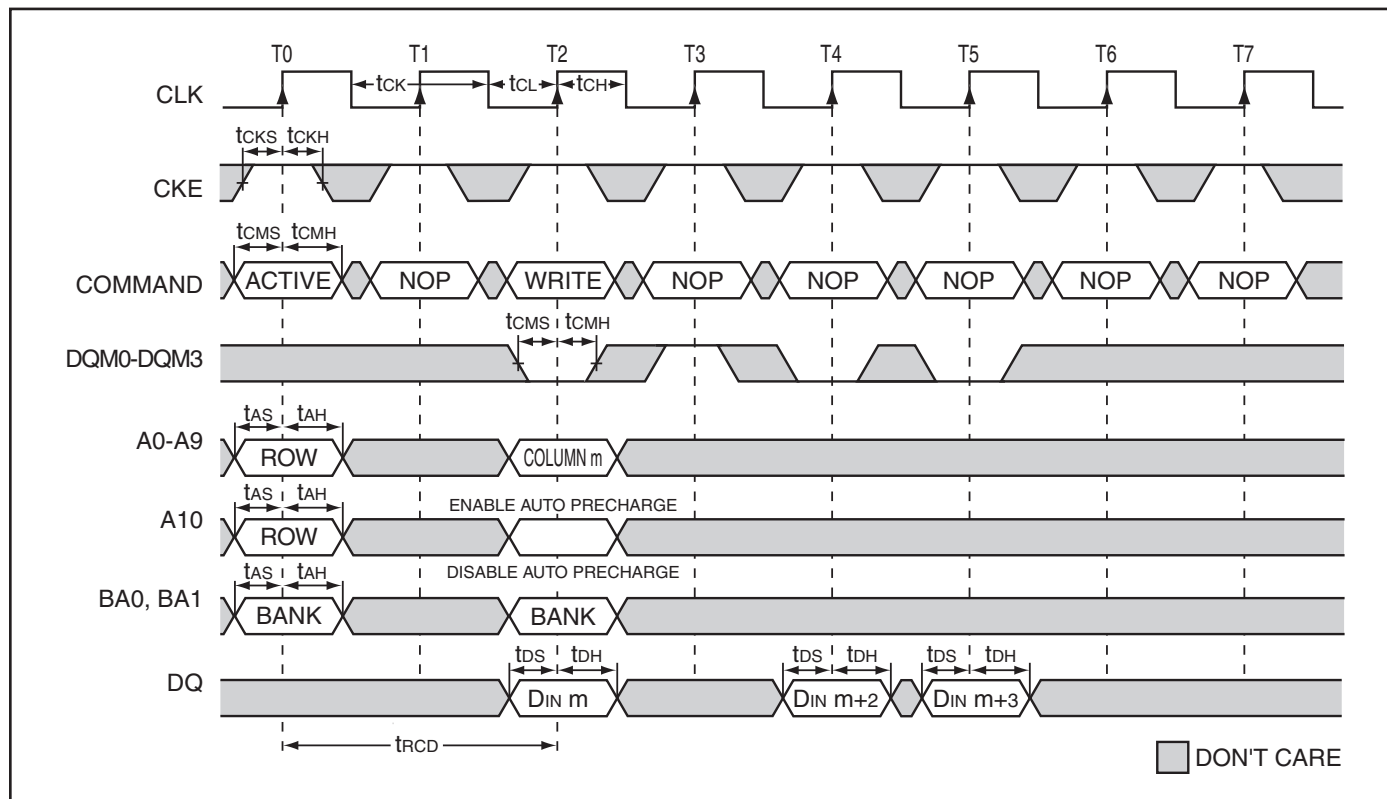 T0 T1 T2 T3 T4 T5 T6 T7
CLK tCK tCL tCH
tCKS tCKH
CKE
tCMS tCMH
COMMAND ACTIVE NOP WRITE NOP NOP NOP NOP NOP
tCMS tCMH
DQM0-DQM3
tAS tAH
A0-A9 ROW COLUMN m
tAS tAH ENABLE AUTO PRECHARGE
A10 ROW
tAS tAH DISABLE AUTO PRECHARGE
BA0, BA1 BANK BANK
tDS tDH tDS tDH tDS tDH
DQ DIN m DIN m+2 DIN m+3
tRCD
DON'T CARE